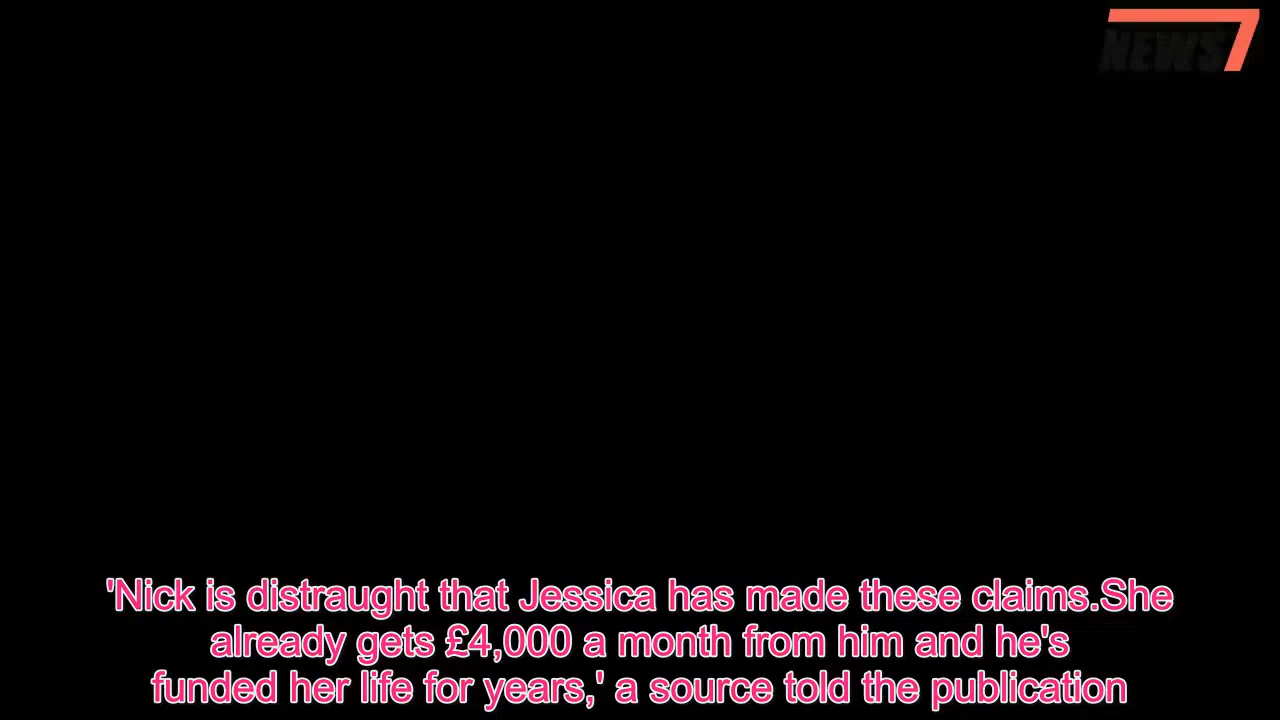 NEWS7
'Nick is distraught that Jessica has made these claims.She
already gets £4,000 a month from him and he's
funded her life for years,' a source told the publication